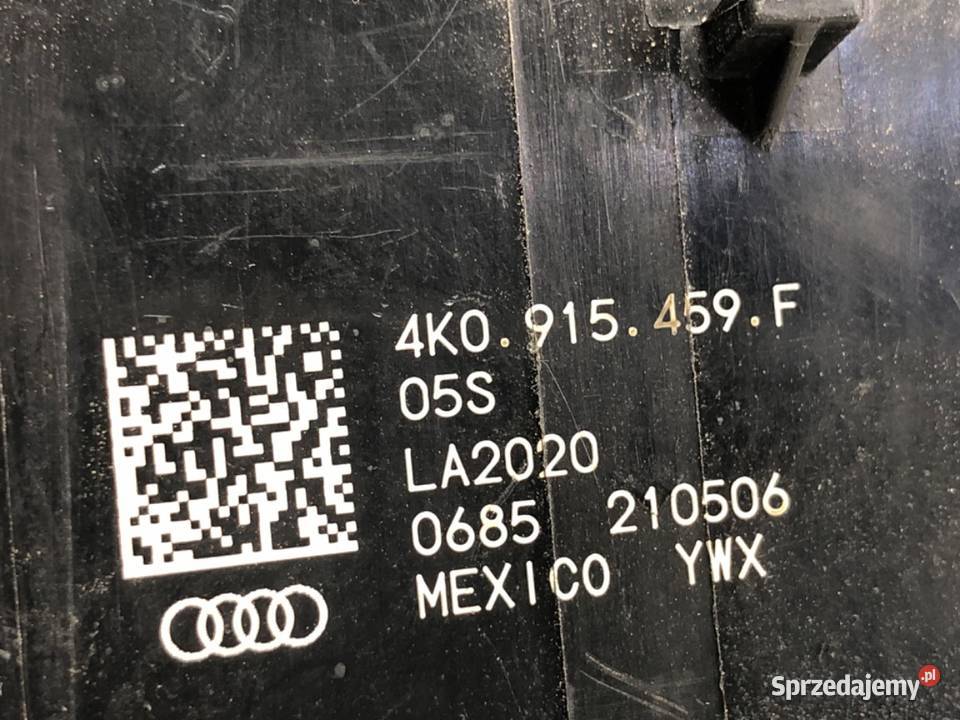 4K0.915.459.F
05S
LA2020
0685 210506
MEXICO YWX
Sprzedajemy.pl